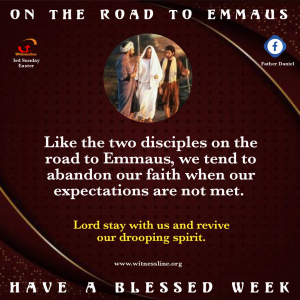 ON THE ROAD TO EMMAUS
Witnessline
3rd Sunday
Easter
f
Father Daniel
Like the two disciples on the
road to Emmaus, we tend to
abandon our faith when our
expectations are not met.
Lord stay with us and revive
our drooping spirit.
www.witnessline.org
HAVE A BLESSED WEEK